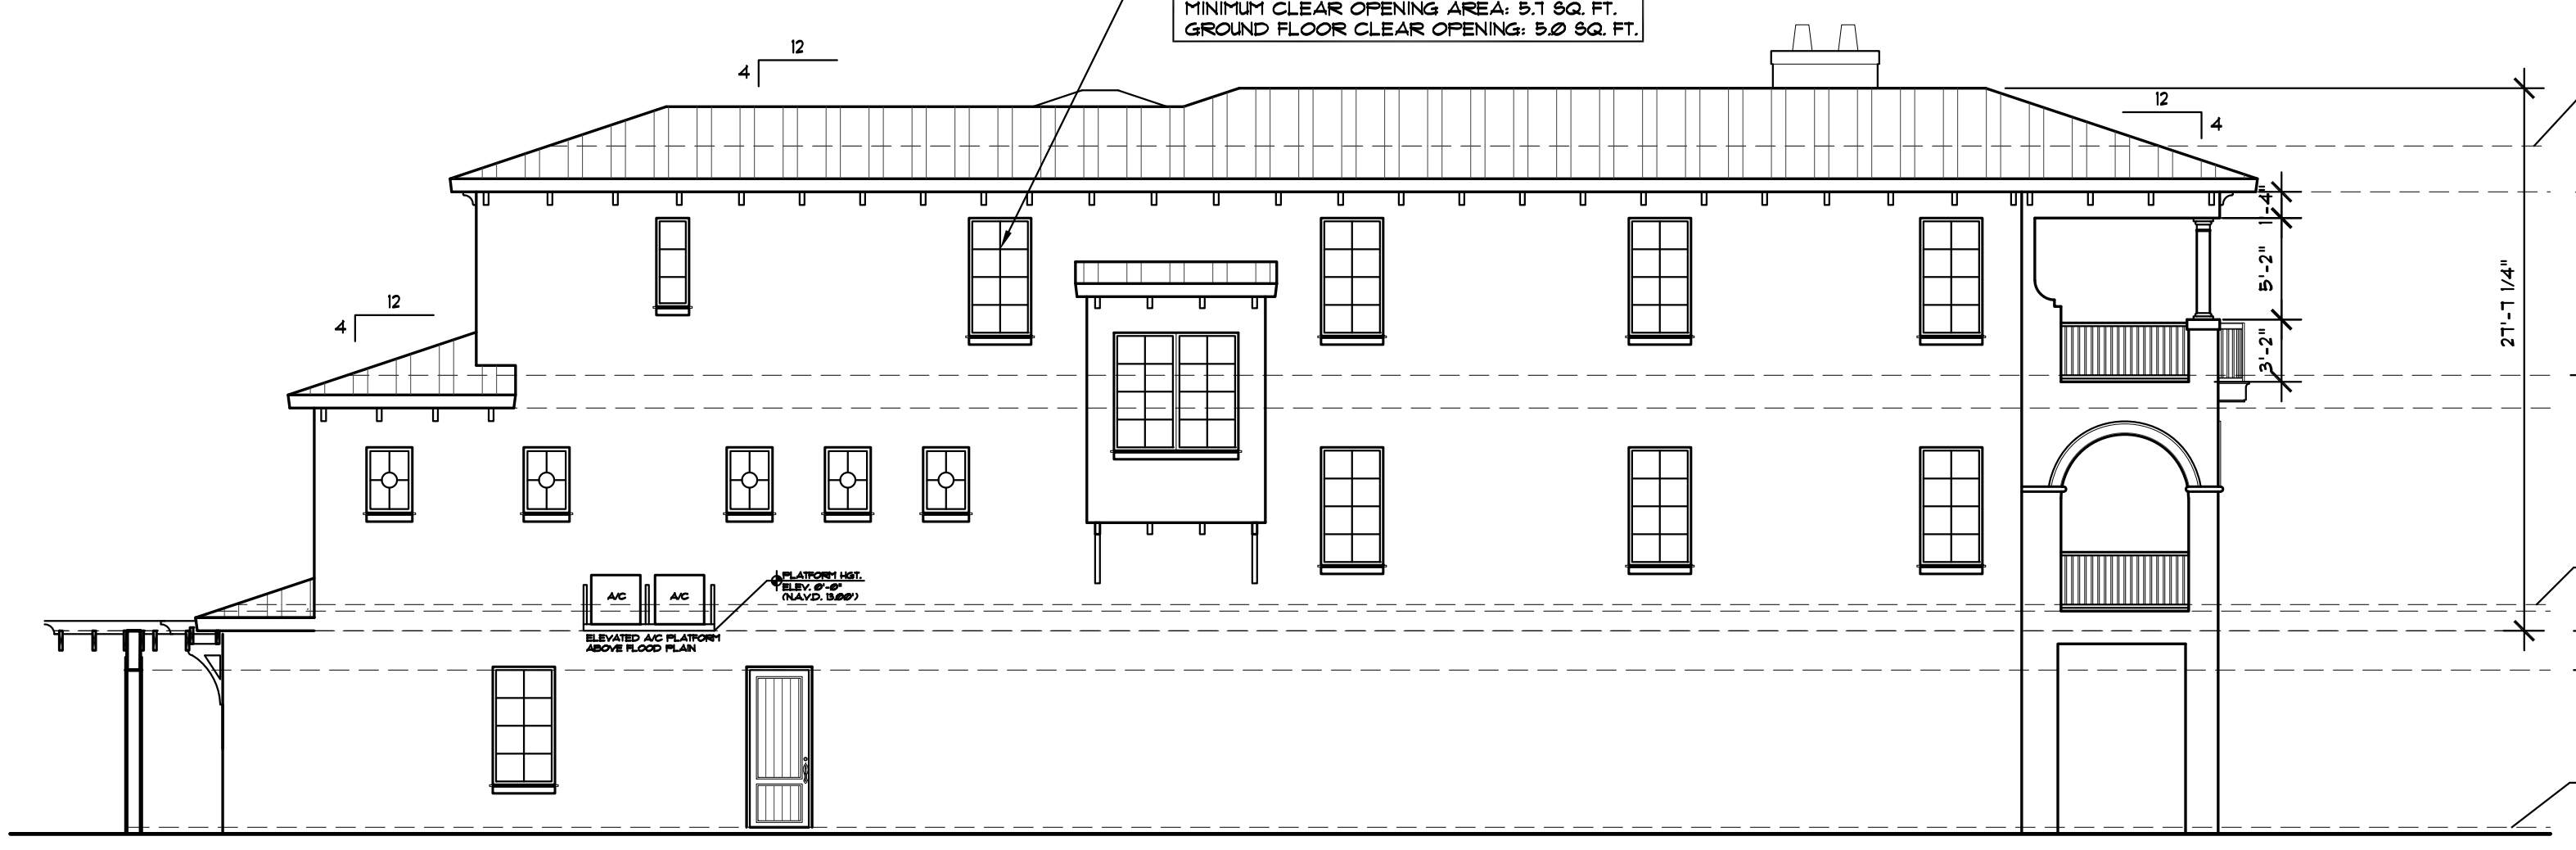 MINIMUM CLEAR OPENING AREA: 5.7 SQ. FT.
GROUND FLOOR CLEAR OPENING: 5.0 SQ. FT.
12
4
12
4
1'-4"
5'-2"
27'-7 1/4"
12
4
3'-2"
PLATFORM HGT.
ELEV. 0'-0"
(N.A.V.D. 13.00')
A/C
A/C
ELEVATED A/C PLATFORM
ABOVE FLOOD PLAIN